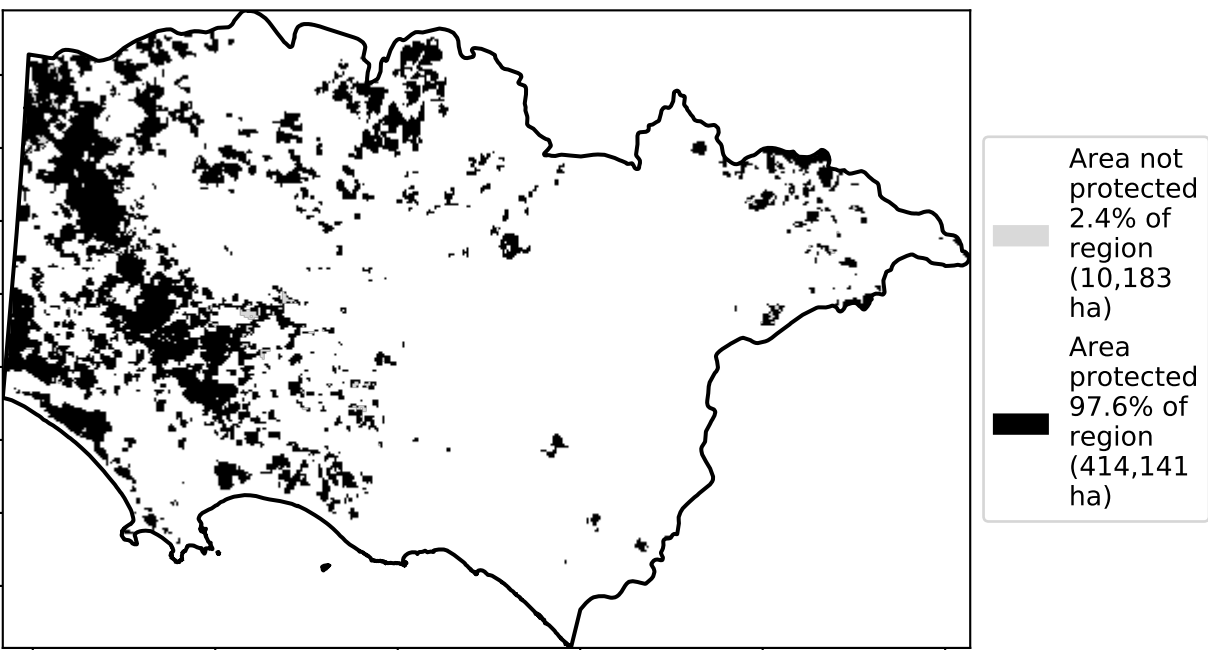 Area not
protected
2.4% of
region
(10,183
ha)
Area
protected
97.6% of
region
(414,141
ha)